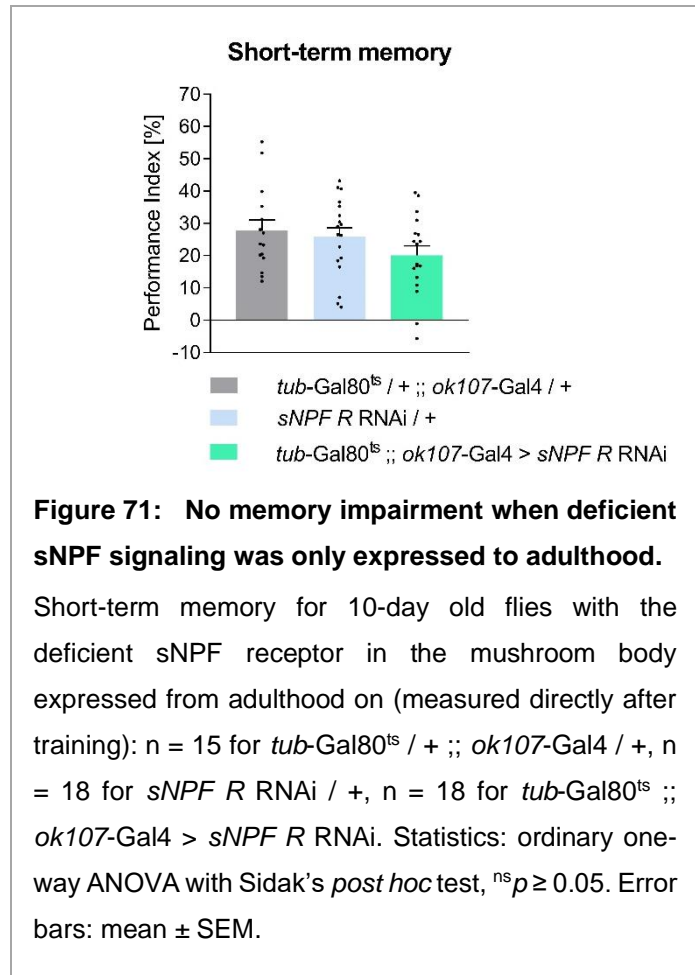 Short-term memory
Performance Index [%]
70
60
50
40
30
20
10
0
-10
tub-Gal80ts / + ;; ok107-Gal4 / +
sNPF R RNAi / +
tub-Gal80ts ;; ok107-Gal4 > sNPF R RNAi
Figure 71: No memory impairment when deficient
sNPF signaling was only expressed to adulthood.
Short-term memory for 10-day old flies with the
deficient sNPF receptor in the mushroom body
expressed from adulthood on (measured directly after
training): n = 15 for tub-Gal80ts / + ;; ok107-Gal4 / +, n
= 18 for sNPF R RNAi / +, n = 18 for tub-Gal80ts ;;
ok107-Gal4 > sNPF R RNAi. Statistics: ordinary one-
way ANOVA with Sidak's post hoc test, nsp ≥ 0.05. Error
bars: mean ± SEM.